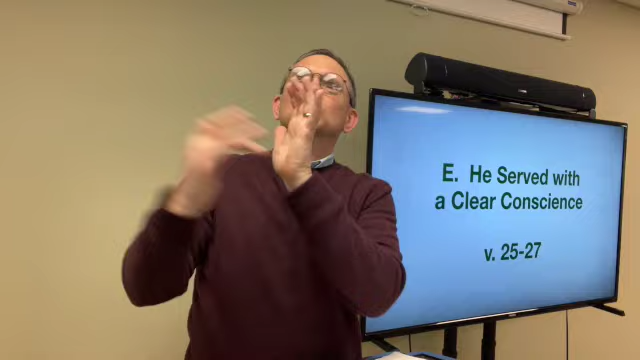 E. He Served with
a Clear Conscience
v. 25-27